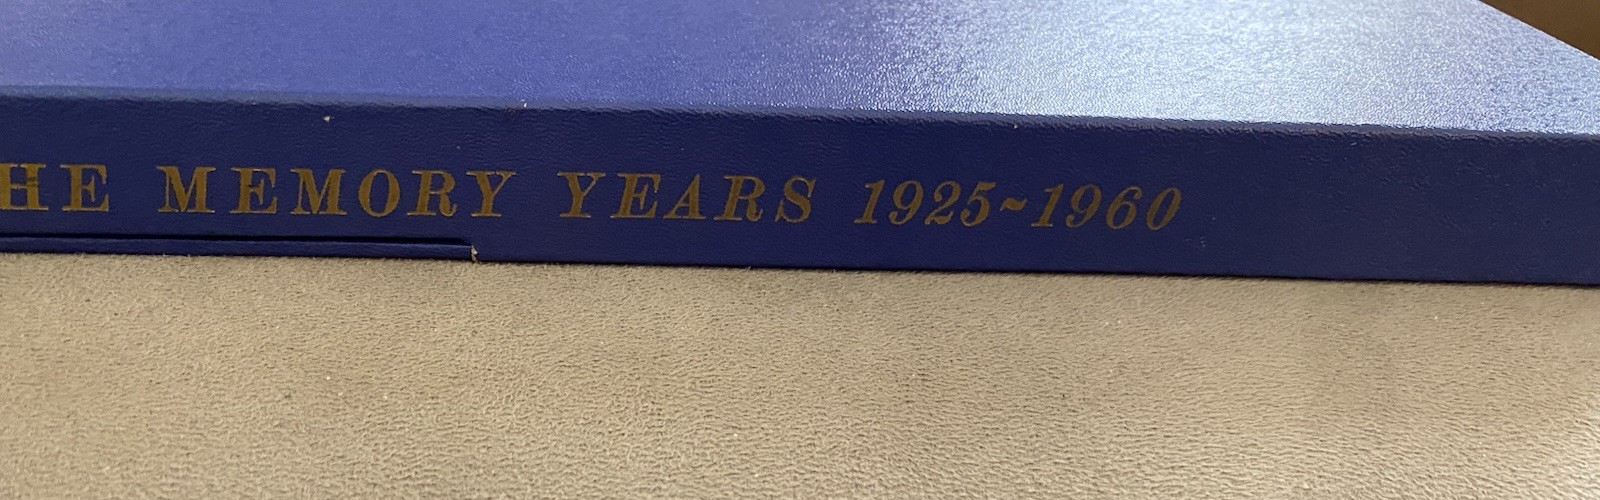 HE MEMORY YEARS 1925~1960